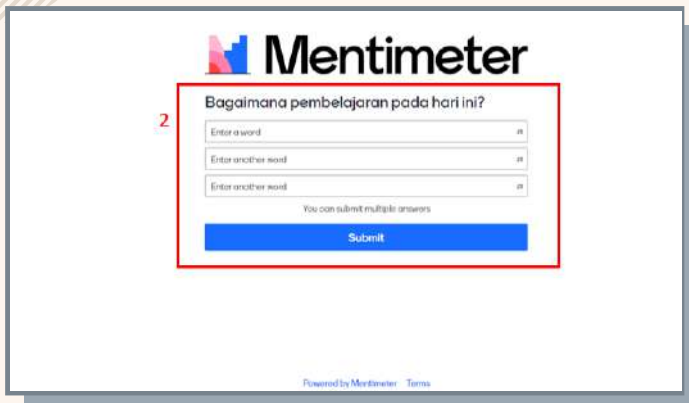 Mentimeter
Bagaimana pembelajaran pada hari ini?
2
Enter a word
Enter another word
Enter another word
You can submit multiple answers
Submit
Powered by Mentimeter Terms